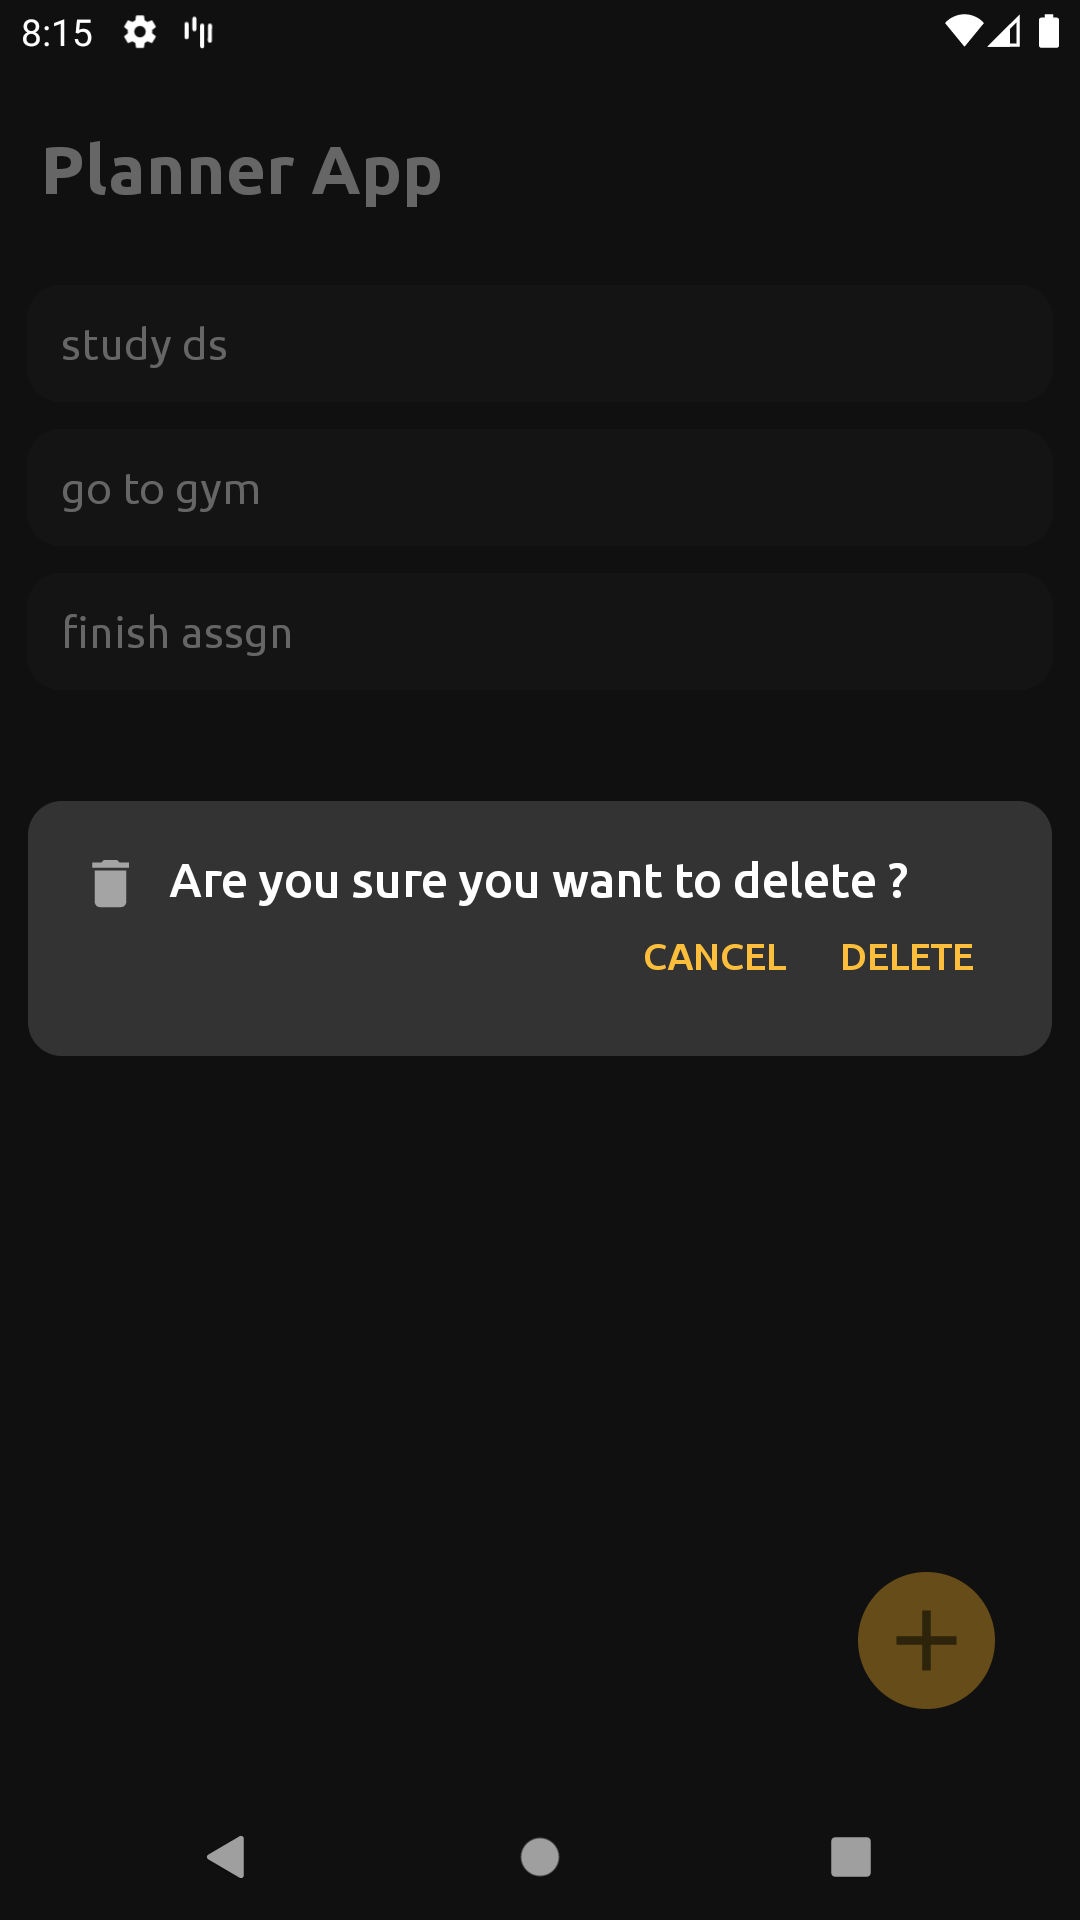 8:15
Planner App
study ds
go to gym
finish assgn
Are you sure you want to delete ?
CANCEL DELETE